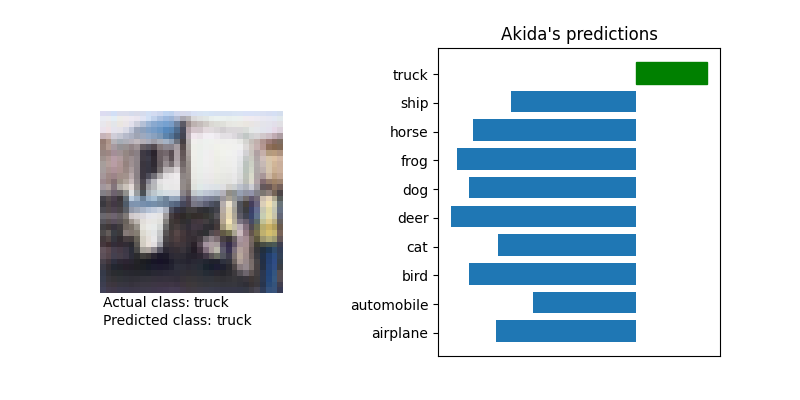 Akida's predictions
truck
ship
horse
frog
dog
deer
cat
bird
automobile
airplane
Actual class: truck
Predicted class: truck